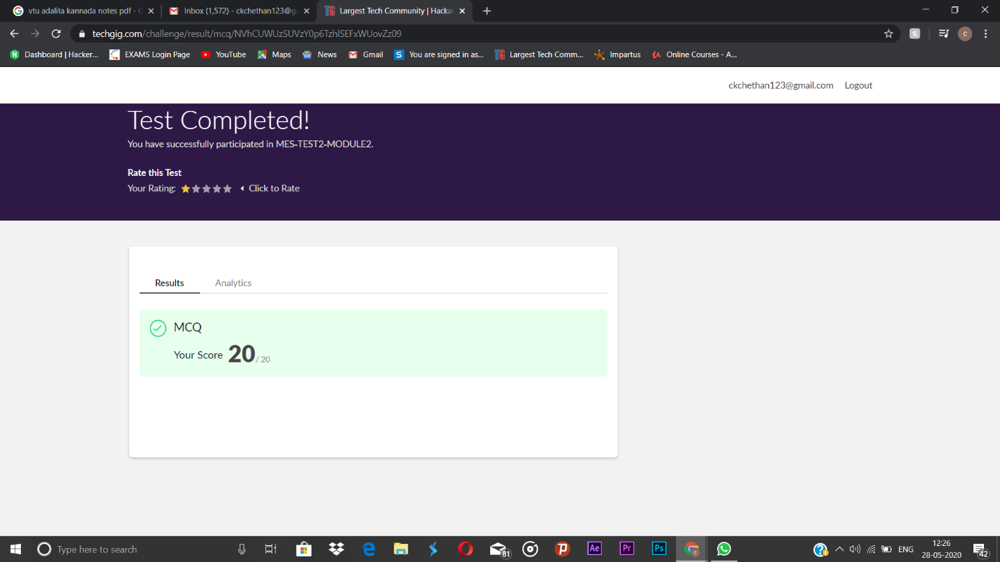 vtu adalita kannada notes pdf - G
Inbox (1,572) - ckchethan123@g
Largest Tech Community | Hacka
techgig.com/challenge/result/mcq/NVhCUWUzSUVzY0p6TzhlSEFxWUovZz09
Dashboard | Hacker...
EXAMS Login Page
YouTube
Maps
News
Gmail
You are signed in as...
Largest Tech Comm...
Impartus
Online Courses - A...
ckchethan123@gmail.com Logout
Test Completed!
You have successfully participated in MES-TEST2-MODULE2.
Rate this Test
Your Rating: Click to Rate
Results Analytics
MCQ
Your Score 20 / 20
Type here to search
81
Ae
Pr
Ps
ENG
12:26
28-05-2020
42